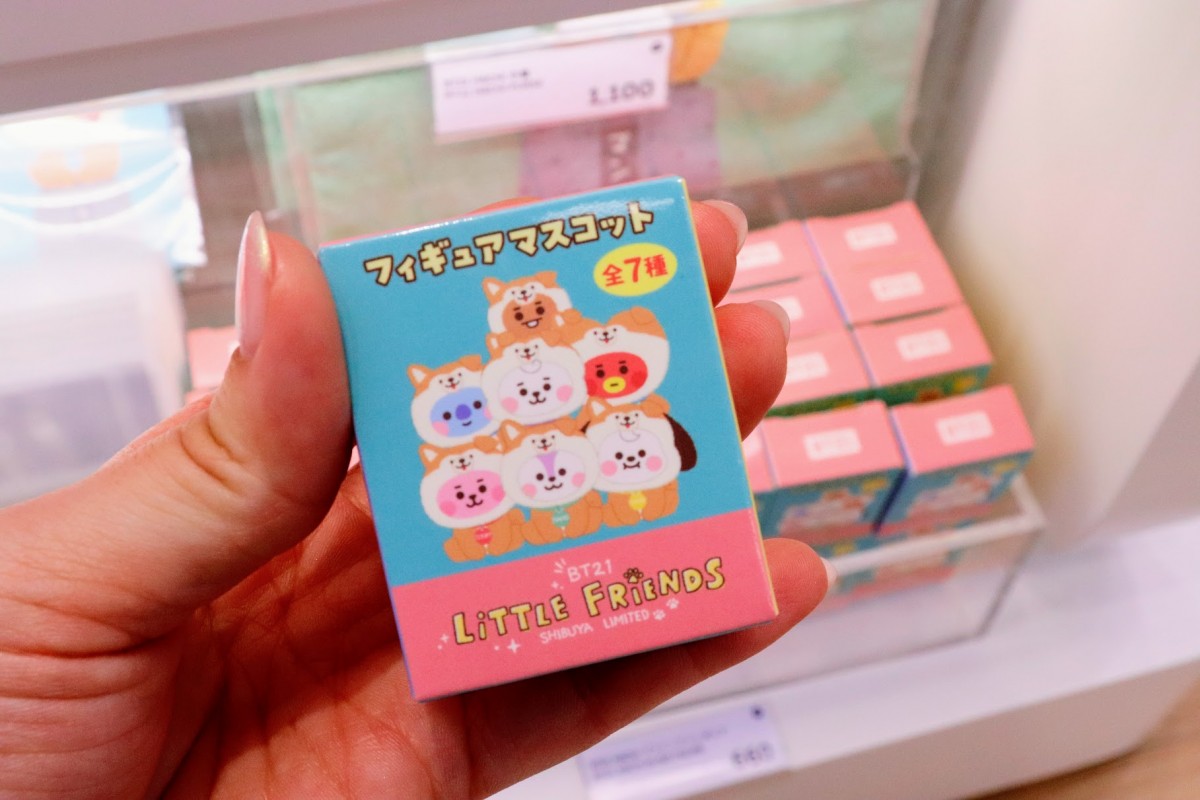 1,100
フィギュアマスコット
全7種
BT21
LiTTLE FRiENDS
SHIBUYA LIMITED